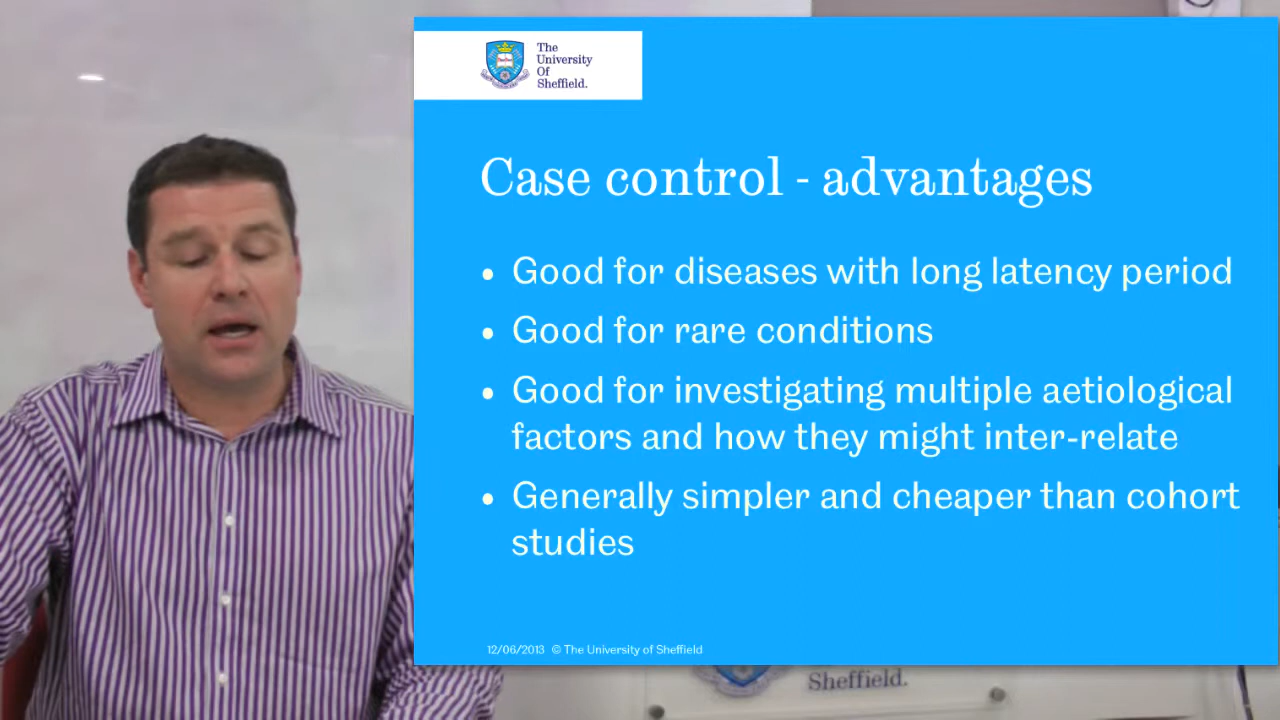 The
University
Of
Sheffield.
Case control - advantages
• Good for diseases with long latency period
• Good for rare conditions
• Good for investigating multiple aetiological
factors and how they might inter-relate
• Generally simpler and cheaper than cohort
studies
12/06/2013 © The University of Sheffield
Sheffield.